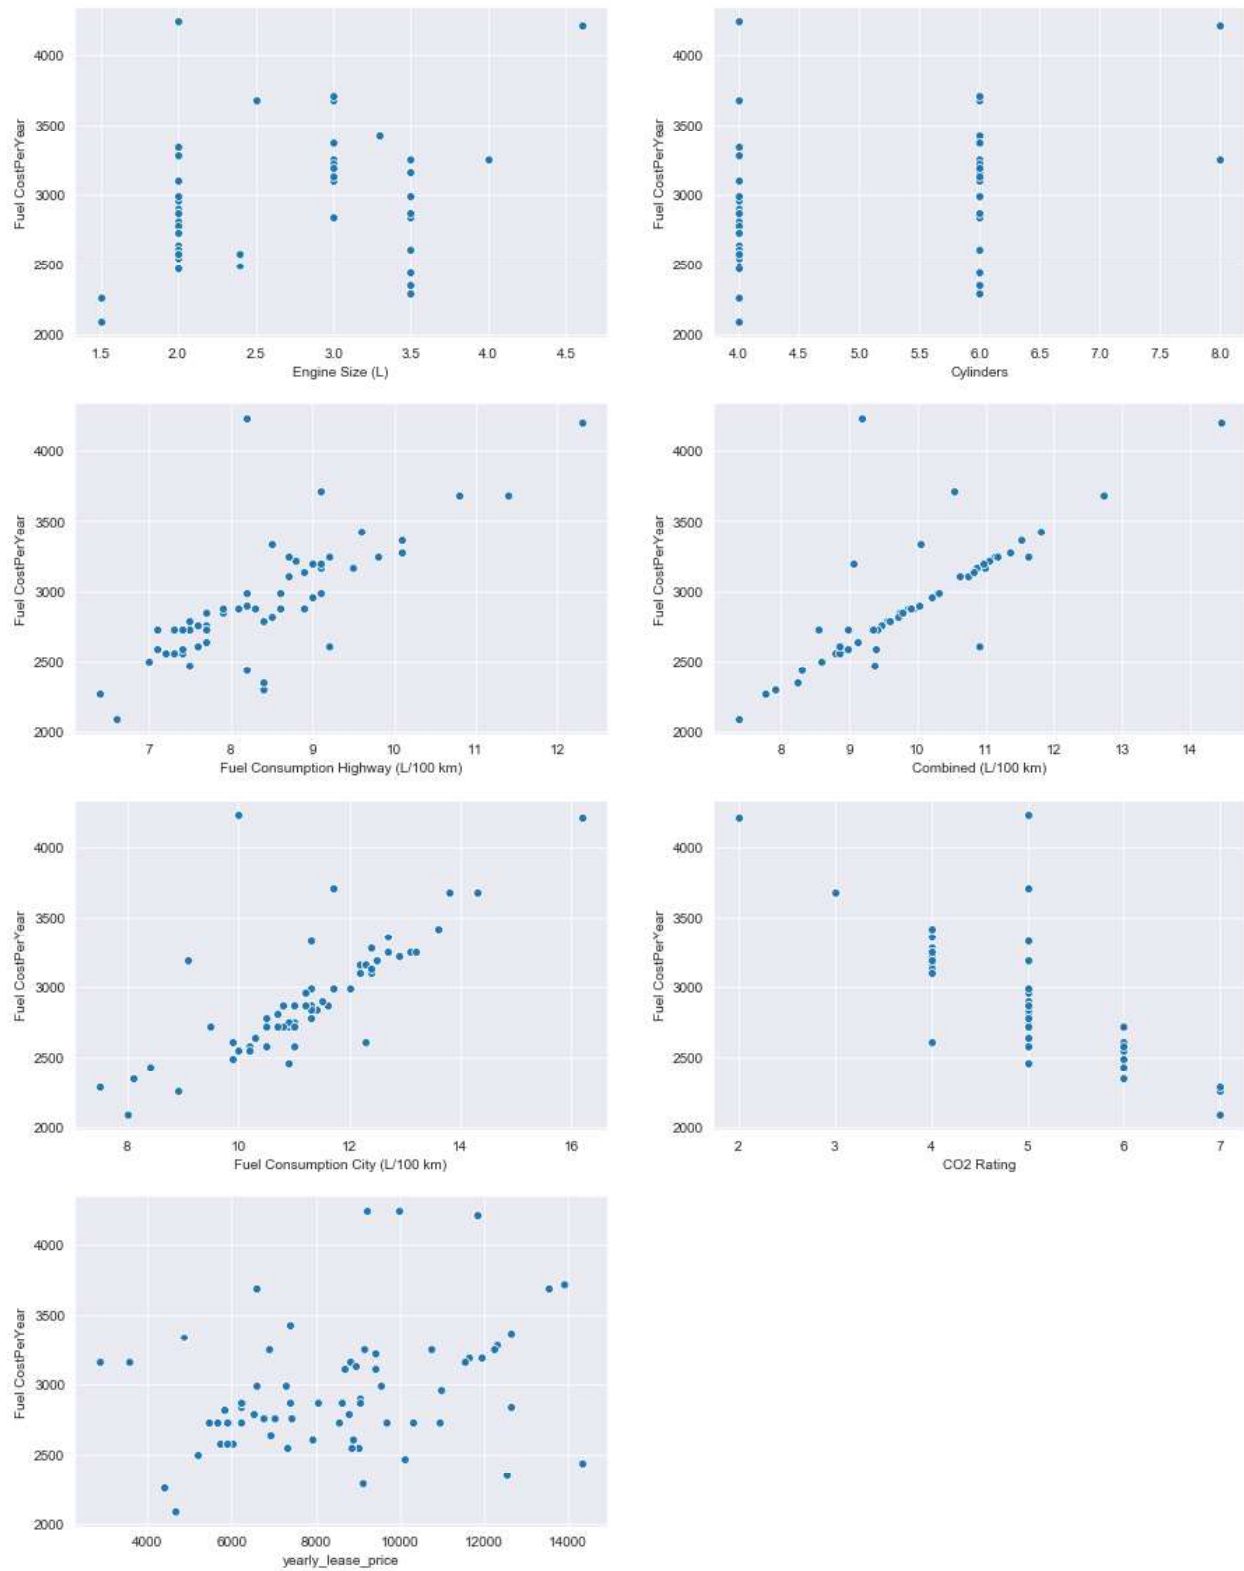 4000
3500
3000
2500
2000
Fuel CostPerYear
1.5 2.0 2.5 3.0 3.5 4.0 4.5
Engine Size (L)
4000
3500
3000
2500
2000
Fuel CostPerYear
4.0 4.5 5.0 5.5 6.0 6.5 7.0 7.5 8.0
Cylinders
4000
3500
3000
2500
2000
Fuel CostPerYear
7 8 9 10 11 12
Fuel Consumption Highway (L/100 km)
4000
3500
3000
2500
2000
Fuel CostPerYear
8 9 10 11 12 13 14
Combined (L/100 km)
4000
3500
3000
2500
2000
Fuel CostPerYear
8 10 12 14 16
Fuel Consumption City (L/100 km)
4000
3500
3000
2500
2000
Fuel CostPerYear
2 3 4 5 6 7
CO2 Rating
4000
3500
3000
2500
2000
Fuel CostPerYear
4000 6000 8000 10000 12000 14000
yearly_lease_price